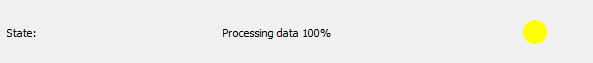 State: Processing data 100%